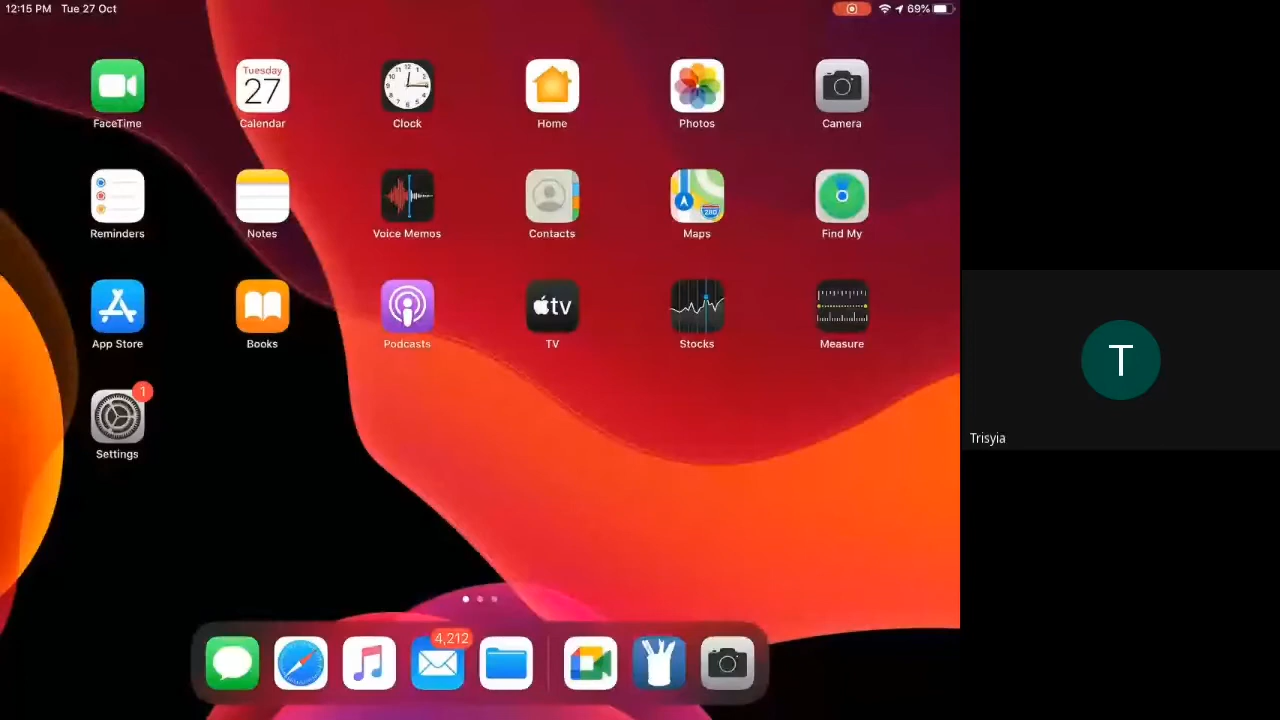 12:15 PM Tue 27 Oct
69%
Tuesday
27
FaceTime
Calendar
Clock
Home
Photos
Camera
280
Reminders
Notes
Voice Memos
Contacts
Maps
Find My
tv
App Store
Books
Podcasts
TV
Stocks
Measure
1
Settings
4,212
T
Trisyia